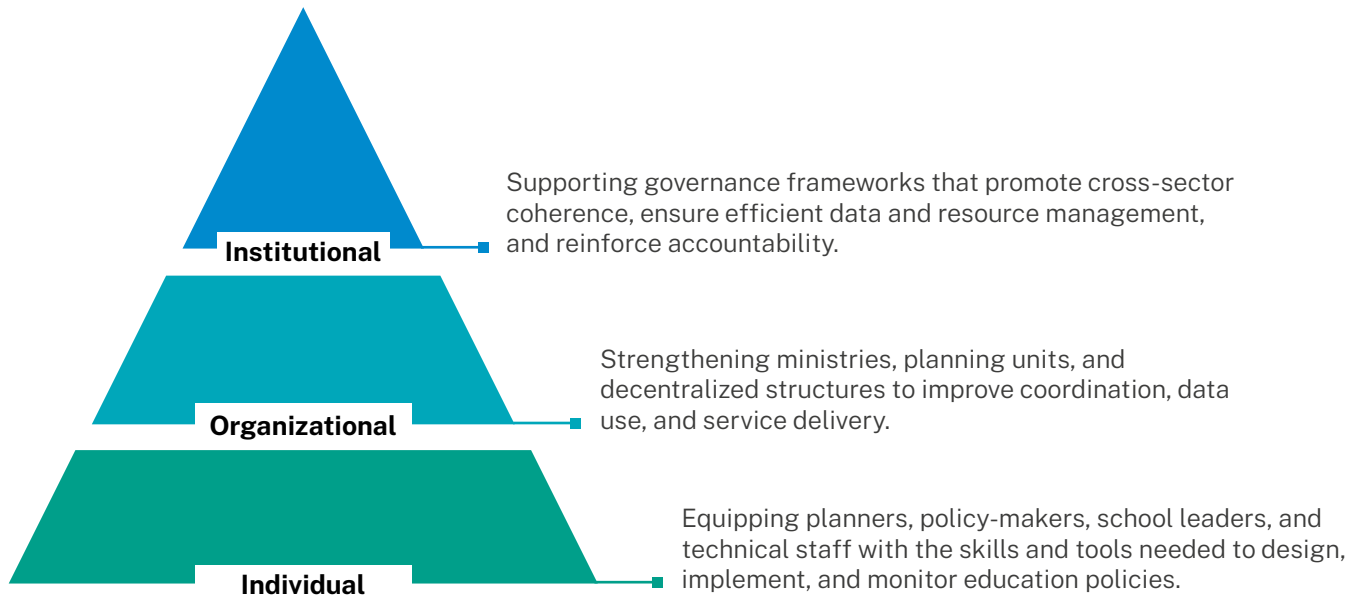 Supporting governance frameworks that promote cross-sector
coherence, ensure efficient data and resource management,
and reinforce accountability.
Institutional
Strengthening ministries, planning units, and
decentralized structures to improve coordination, data
use, and service delivery.
Organizational
Equipping planners, policy-makers, school leaders, and
technical staff with the skills and tools needed to design,
implement, and monitor education policies.
Individual